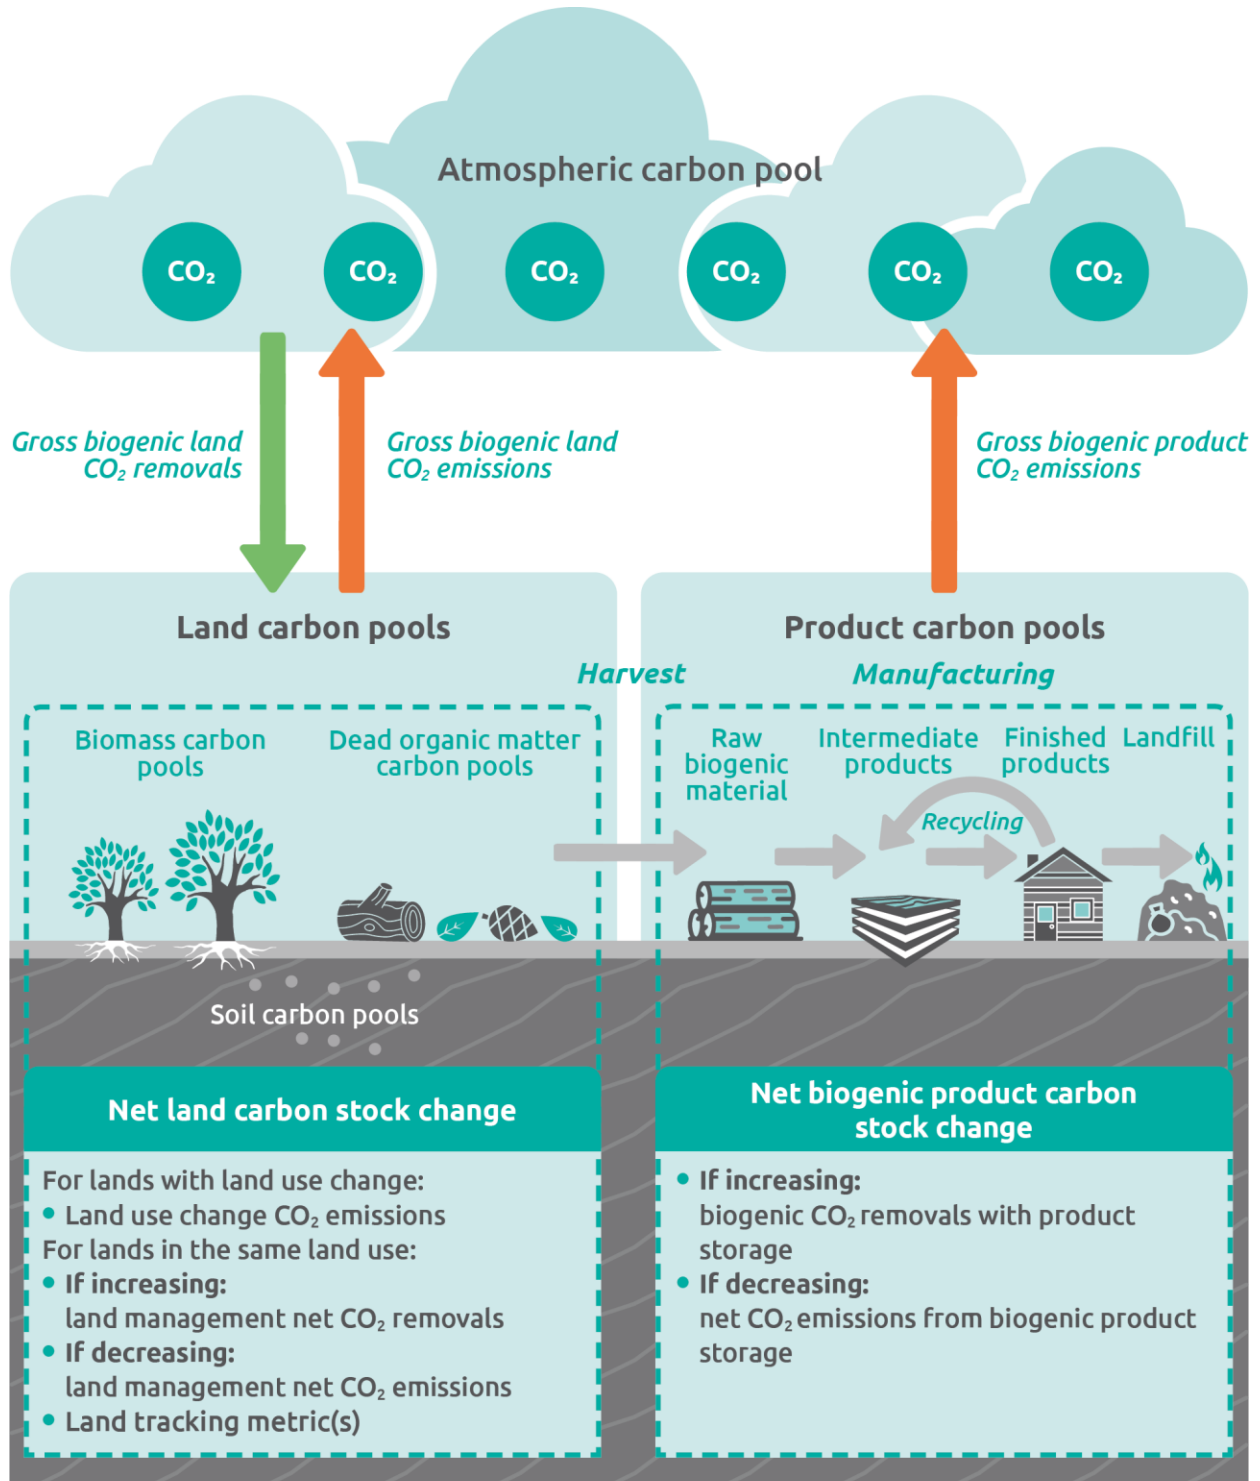 Atmospheric carbon pool
CO₂
CO₂
CO₂
CO₂
CO₂
CO₂
Gross biogenic land
CO₂ removals
Gross biogenic land
CO₂ emissions
Gross biogenic product
CO₂ emissions
Land carbon pools
Product carbon pools
Harvest
Manufacturing
Biomass carbon
pools
Dead organic matter
carbon pools
Raw
biogenic
material
Intermediate
products
Finished
products
Landfill
Recycling
Soil carbon pools
Net land carbon stock change
For lands with land use change:
• Land use change CO₂ emissions
For lands in the same land use:
• If increasing:
land management net CO₂ removals
• If decreasing:
land management net CO₂ emissions
• Land tracking metric(s)
Net biogenic product carbon
stock change
• If increasing:
biogenic CO₂ removals with product
storage
• If decreasing:
net CO₂ emissions from biogenic product
storage